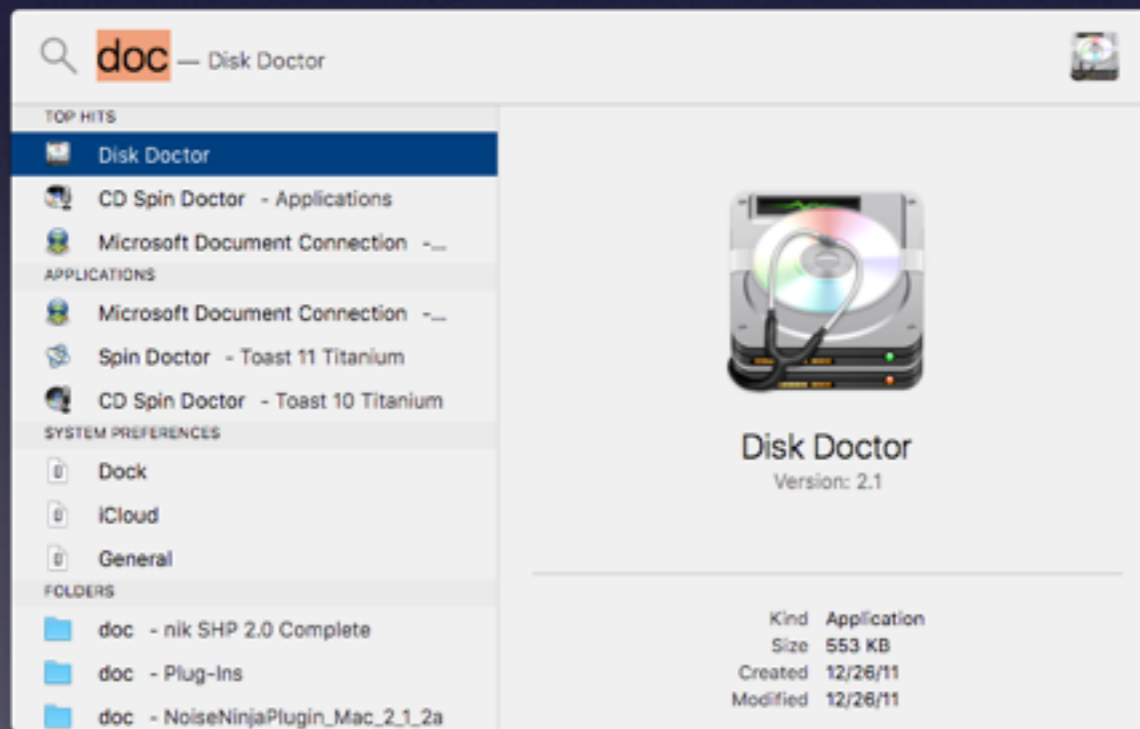 doc — Disk Doctor
TOP HITS
Disk Doctor
CD Spin Doctor - Applications
Microsoft Document Connection -...
APPLICATIONS
Microsoft Document Connection -...
Spin Doctor - Toast 11 Titanium
CD Spin Doctor - Toast 10 Titanium
SYSTEM PREFERENCES
Dock
iCloud
General
FOLDERS
doc - nik SHP 2.0 Complete
doc - Plug-Ins
doc - NoiseNinjaPlugin_Mac_2_1_2a
Disk Doctor
Version: 2.1
Kind Application
Size 553 KB
Created 12/26/11
Modified 12/26/11